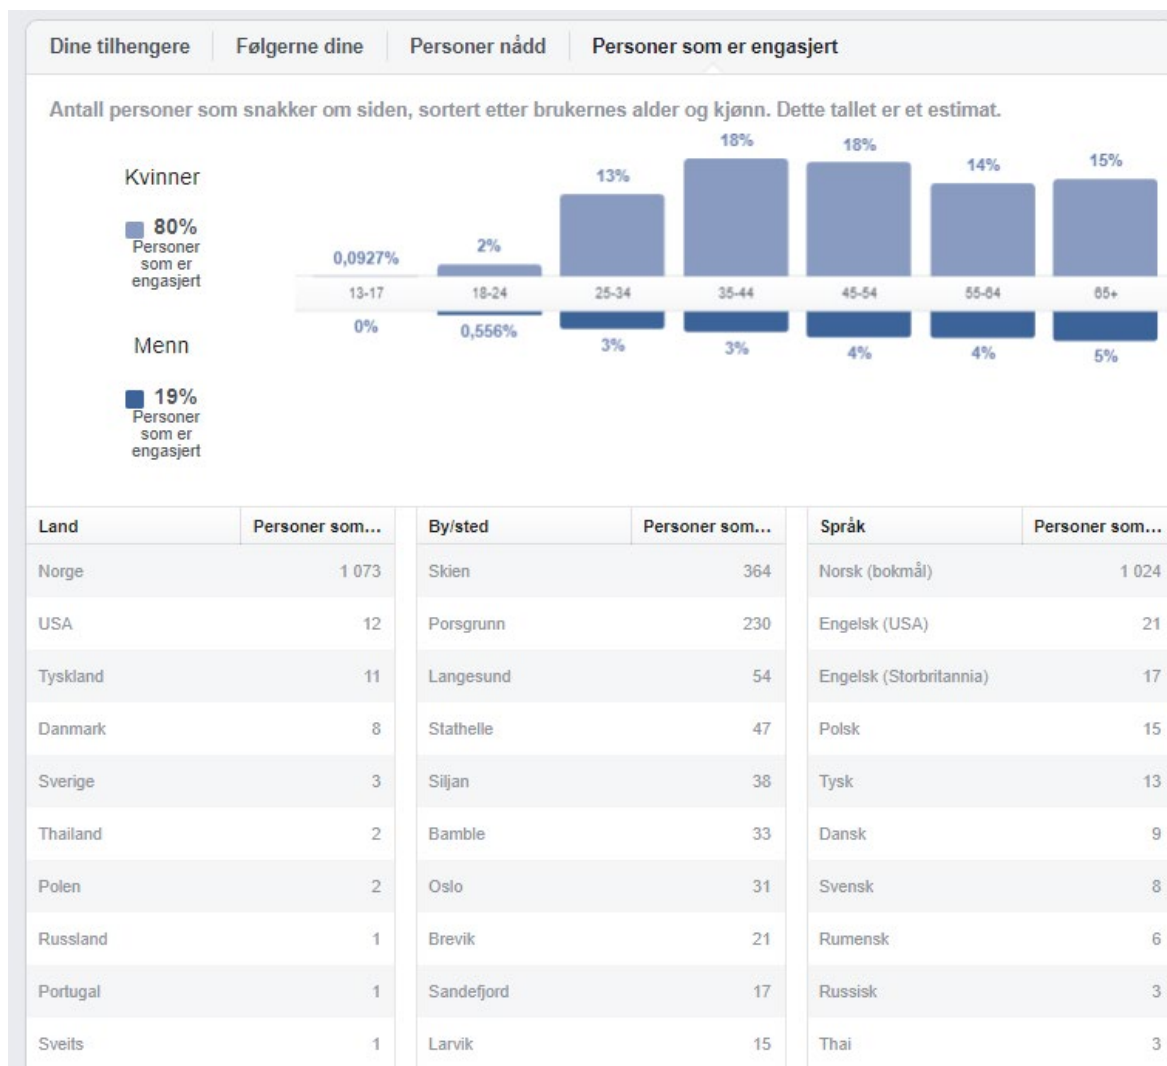 Dine tilhengere Følgerne dine Personer nådd Personer som er engasjert
Antall personer som snakker om siden, sortert etter brukernes alder og kjønn. Dette tallet er et estimat.
Kvinner
80%
Personer
som er
engasjert
0,0927% 2% 13% 18% 18% 14% 15%
13-17 18-24 25-34 35-44 45-54 55-64 65+
0% 0,556% 3% 3% 4% 4% 5%
Menn
19%
Personer
som er
engasjert
Land Personer som... By/sted Personer som... Språk Personer som...
Norge 1 073 Skien 364 Norsk (bokmål) 1 024
USA 12 Porsgrunn 230 Engelsk (USA) 21
Tyskland 11 Langesund 54 Engelsk (Storbritannia) 17
Danmark 8 Stathelle 47 Polsk 15
Sverige 3 Siljan 38 Tysk 13
Thailand 2 Bamble 33 Dansk 9
Polen 2 Oslo 31 Svensk 8
Russland 1 Brevik 21 Rumensk 6
Portugal 1 Sandefjord 17 Russisk 3
Sveits 1 Larvik 15 Thai 3